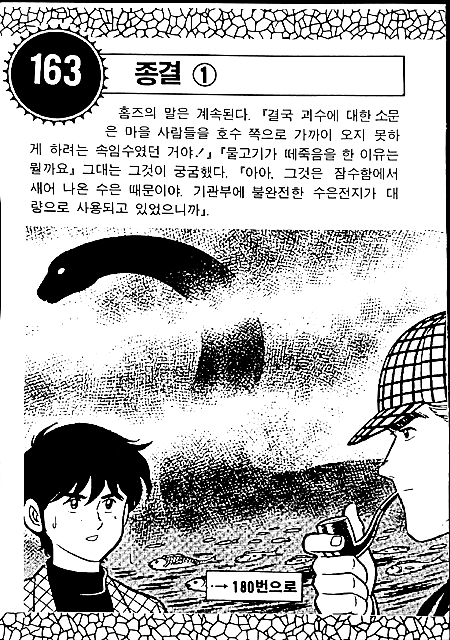 163
종결 ①
홈즈의 말은 계속된다. 『결국 괴수에 대한 소문
은 마을 사람들을 호수 쪽으로 가까이 오지 못하
게 하려는 속임수였던 거야!』 『물고기가 떼죽음을 한 이유는
뭘까요』 그대는 그것이 궁금했다. 『아아, 그것은 잠수함에서
새어 나온 수은 때문이야. 기관부에 불완전한 수은전지가 대
량으로 사용되고 있었으니까』.
→ 180번으로